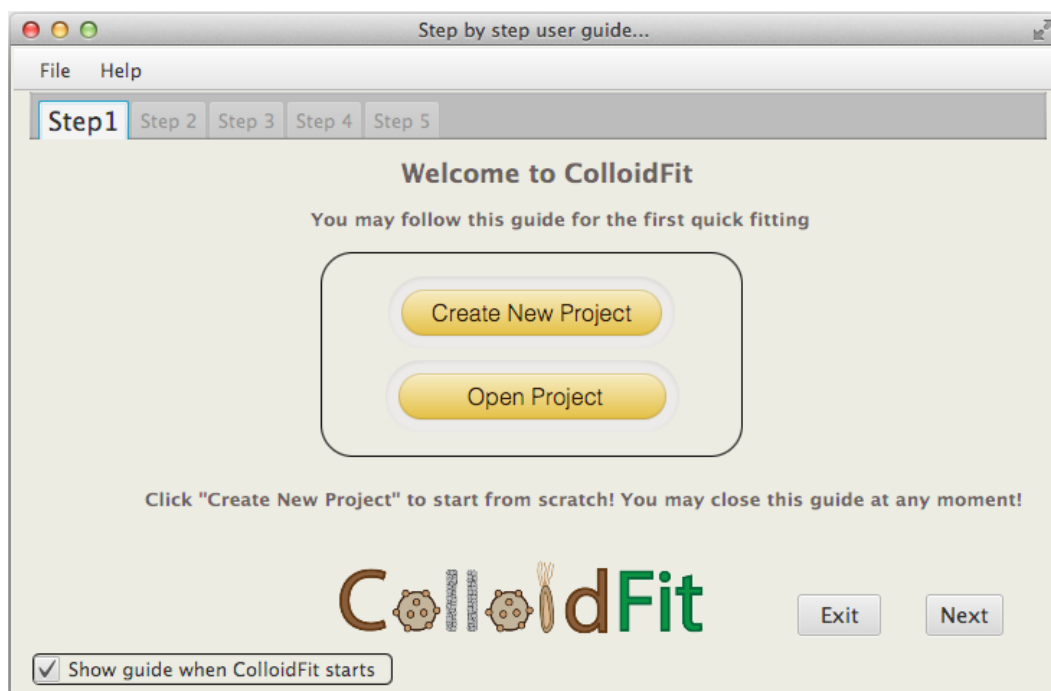 Step by step user guide...
File Help
Step1 Step 2 Step 3 Step 4 Step 5
Welcome to ColloidFit
You may follow this guide for the first quick fitting
Create New Project
Open Project
Click "Create New Project" to start from scratch! You may close this guide at any moment!
ColloidFit
Exit Next
Show guide when ColloidFit starts